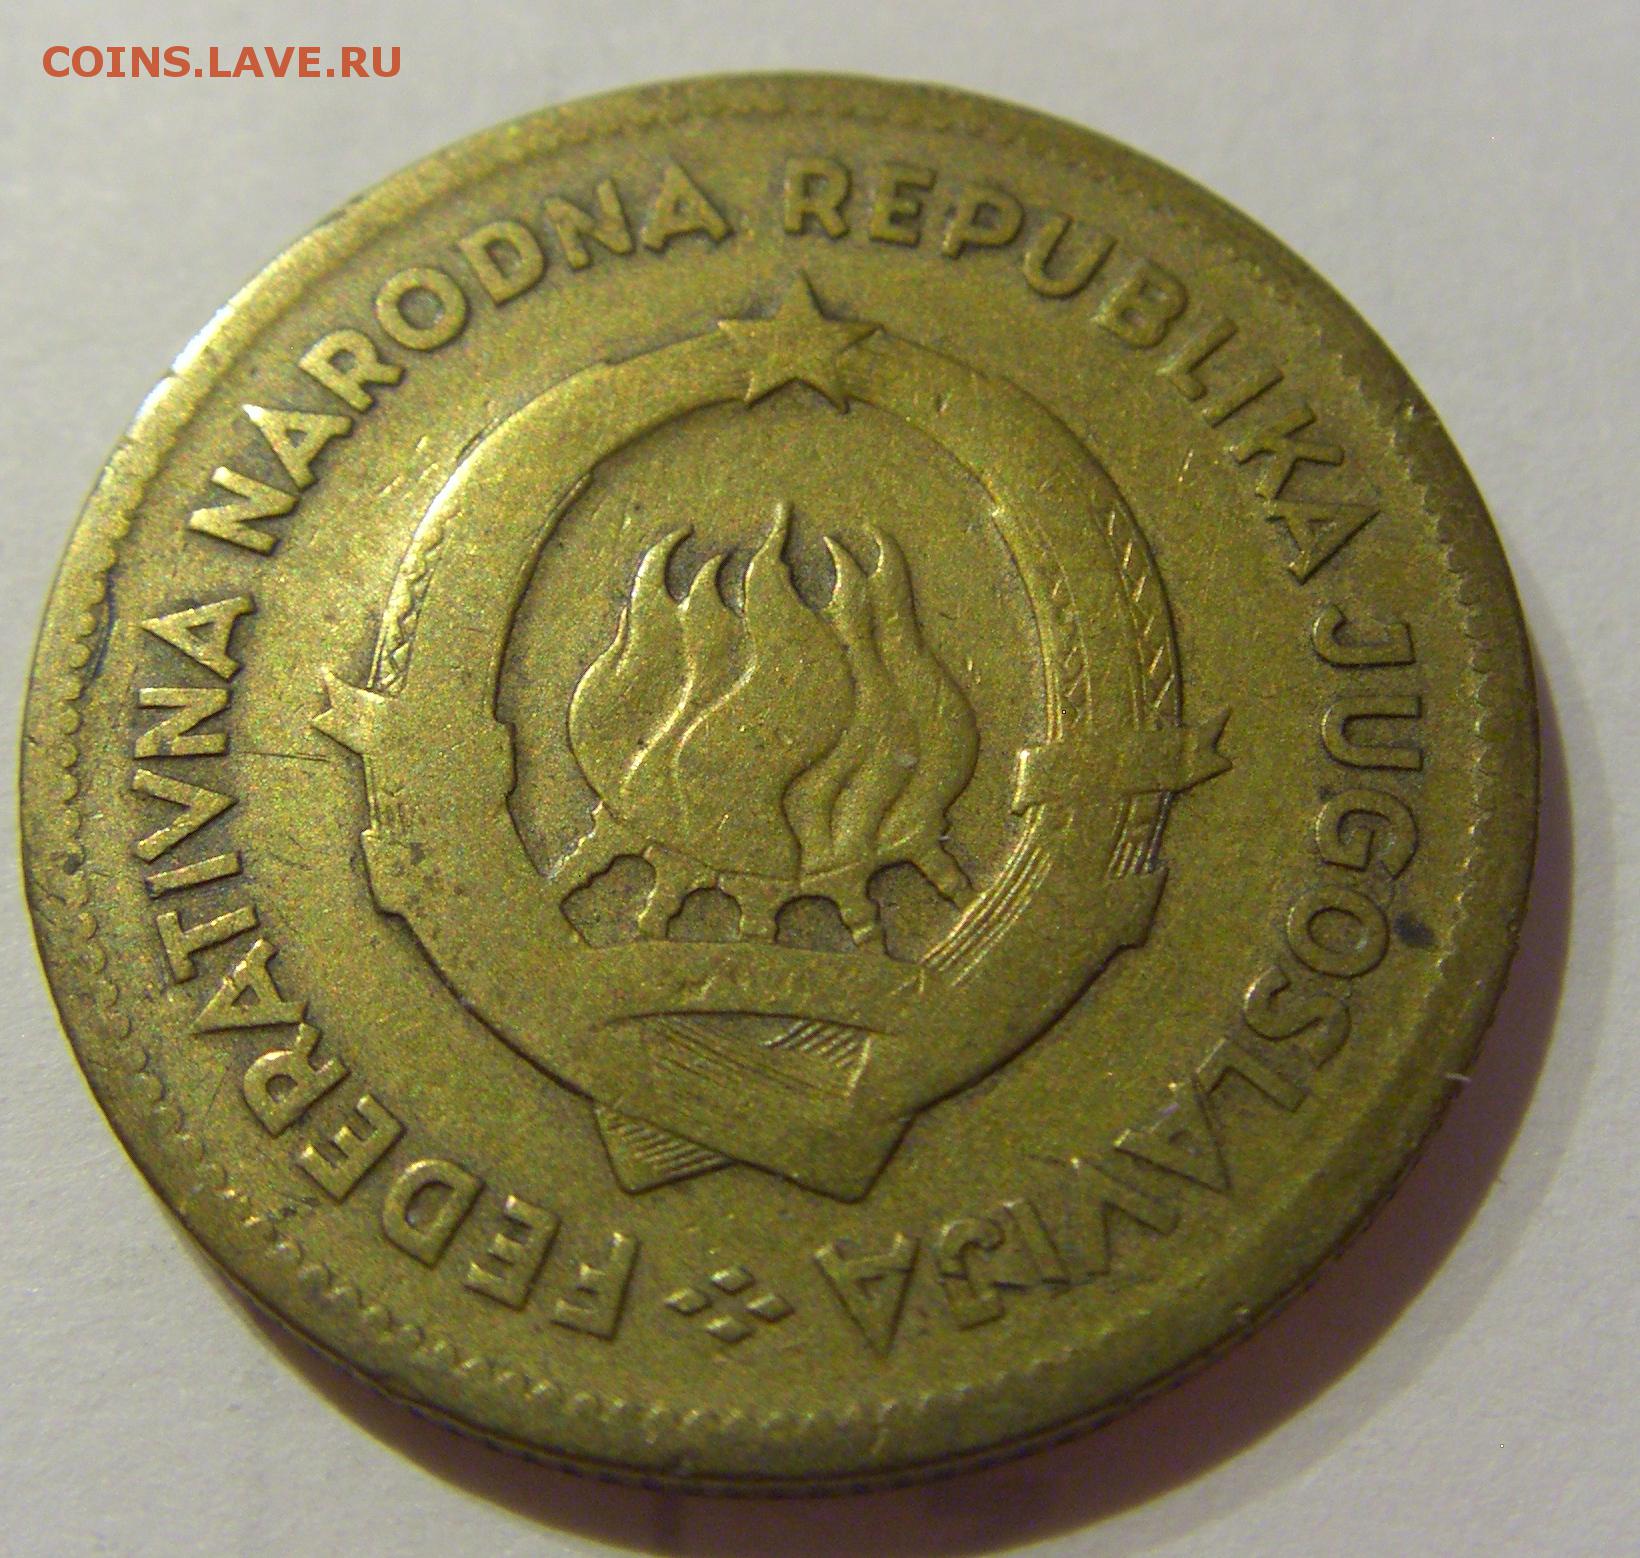 COINS.LAVE.RU
FEDERATIVNA NARODNA REPUBLIKA JUGOSLAVIJA